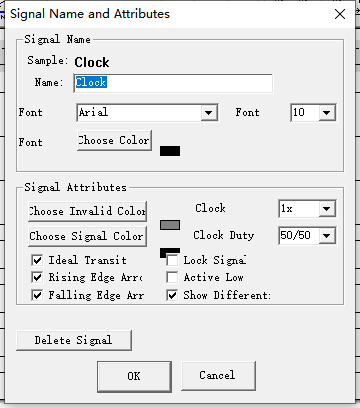 Signal Name and Attributes
Signal Name
Sample: Clock
Name: Clock
Font Arial Font 10
Font Choose Color
Signal Attributes
Choose Invalid Color Clock 1x
Choose Signal Color Clock Duty 50/50
Ideal Transit Lock Signal
Rising Edge Arro Active Low
Falling Edge Arr Show Different:
Delete Signal
OK Cancel